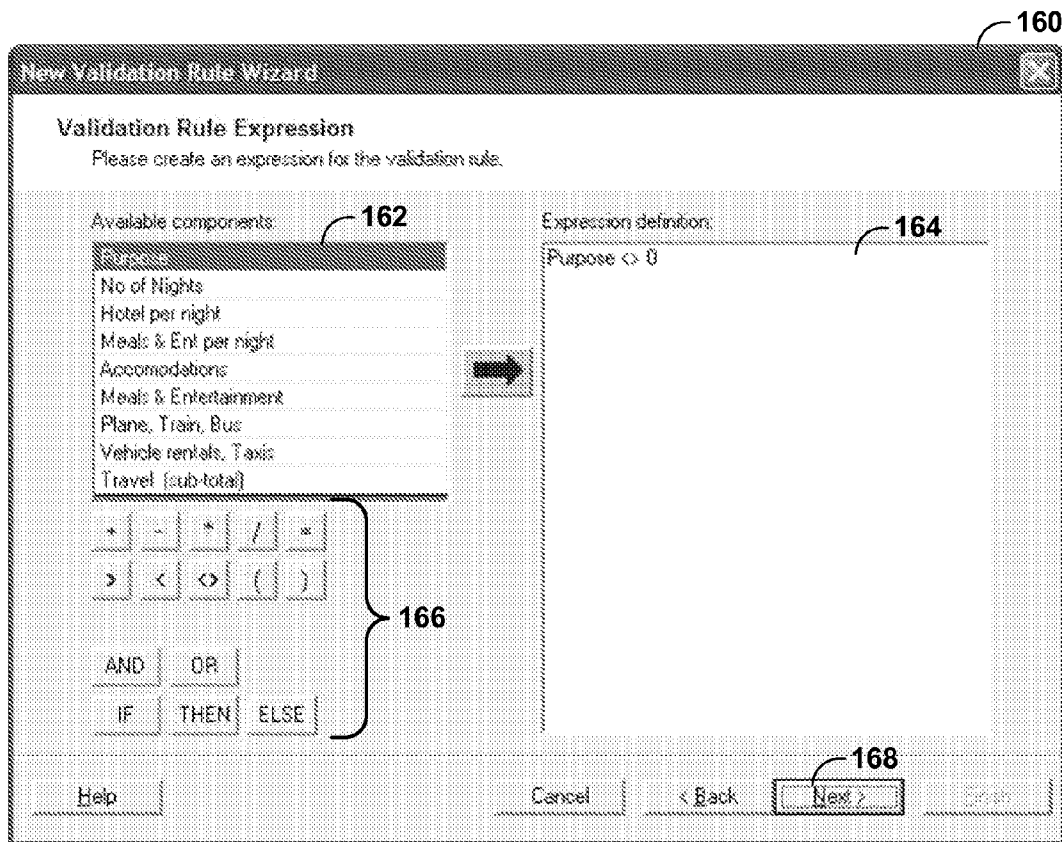 160
New Validation Rule Wizard
Validation Rule Expression
Please create an expression for the validation rule.
Available components:
162
Purpose
No of Nights
Hotel per night
Meals & Ent per night
Accomodations
Meals & Entertainment
Plane, Train, Bus
Vehicle rentals, Taxis
Travel (sub-total)
Expression definition:
164
Purpose <> 0
+ - * / =
> < <> ( )
166
AND OR
IF THEN ELSE
168
Help Cancel < Back Next > Finish